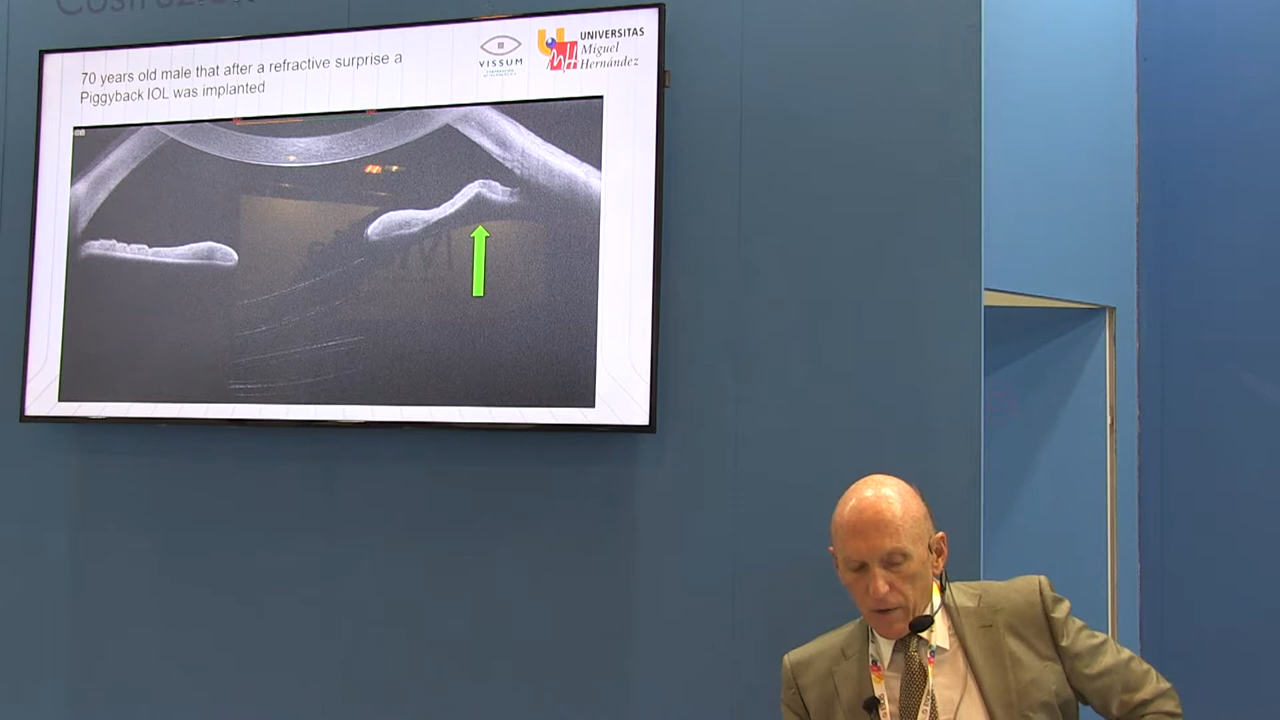 70 years old male that after a refractive surprise a
Piggyback IOL was implanted
VISSUM
UNIVERSITAS
Miguel
Hernández